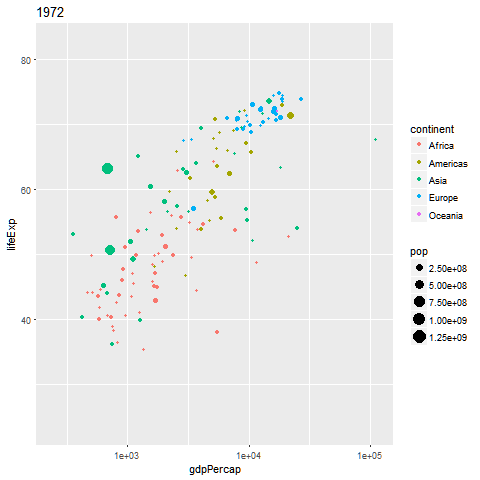 1972
80
60
40
lifeExp
1e+03 1e+04 1e+05
gdpPercap
continent
Africa
Americas
Asia
Europe
Oceania
pop
2.50e+08
5.00e+08
7.50e+08
1.00e+09
1.25e+09